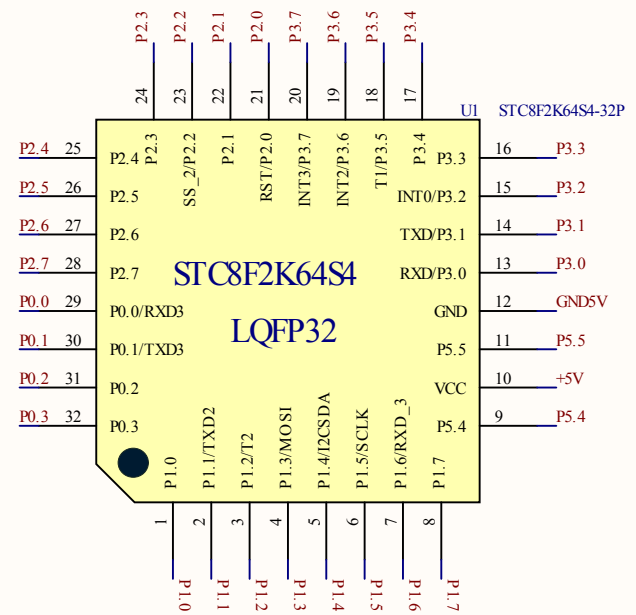 P2.3
P2.2
P2.1
P2.0
P3.7
P3.6
P3.5
P3.4
24
23
22
21
20
19
18
17
U1 STC8F2K64S4-32P
P2.3
SS_2/P2.2
P2.1
RST/P2.0
INT3/P3.7
INT2/P3.6
T1/P3.5
P3.4
P2.4 25 P2.4
P2.5 26 P2.5
P2.6 27 P2.6
P2.7 28 P2.7
P0.0 29 P0.0/RXD3
P0.1 30 P0.1/TXD3
P0.2 31 P0.2
P0.3 32 P0.3
STC8F2K64S4
LQFP32
P3.3 16 P3.3
INT0/P3.2 15 P3.2
TXD/P3.1 14 P3.1
RXD/P3.0 13 P3.0
GND 12 GND5V
P5.5 11 P5.5
VCC 10 +5V
P5.4 9 P5.4
P1.0
P1.1/TXD2
P1.2/T2
P1.3/MOSI
P1.4/I2CSDA
P1.5/SCLK
P1.6/RXD_3
P1.7
1
2
3
4
5
6
7
8
P1.0
P1.1
P1.2
P1.3
P1.4
P1.5
P1.6
P1.7